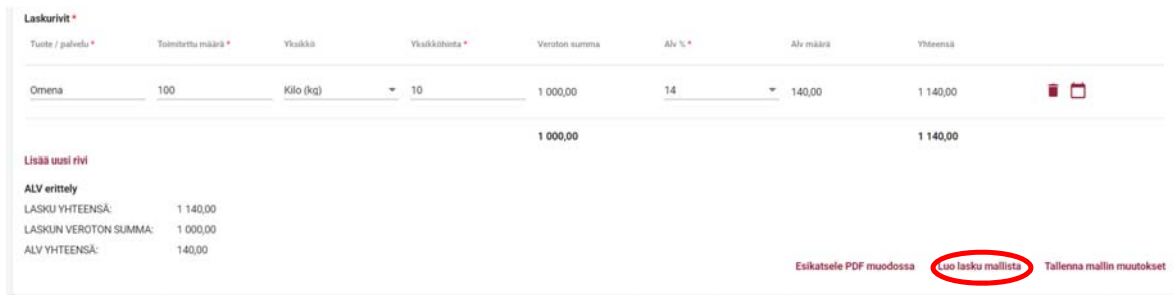 Laskurivit *
Tuote / palvelu * Toimitettu määrä * Yksikkö Yksikköhinta * Veroton summa Alv % * Alv määrä Yhteensä
Omena 100 Kilo (kg) 10 1 000,00 14 140,00 1 140,00
1 000,00 1 140,00
Lisää uusi rivi
ALV erittely
LASKU YHTEENSÄ: 1 140,00
LASKUN VEROTON SUMMA: 1 000,00
ALV YHTEENSÄ: 140,00
Esikatsele PDF muodossa Luo lasku mallista Tallenna mallin muutokset